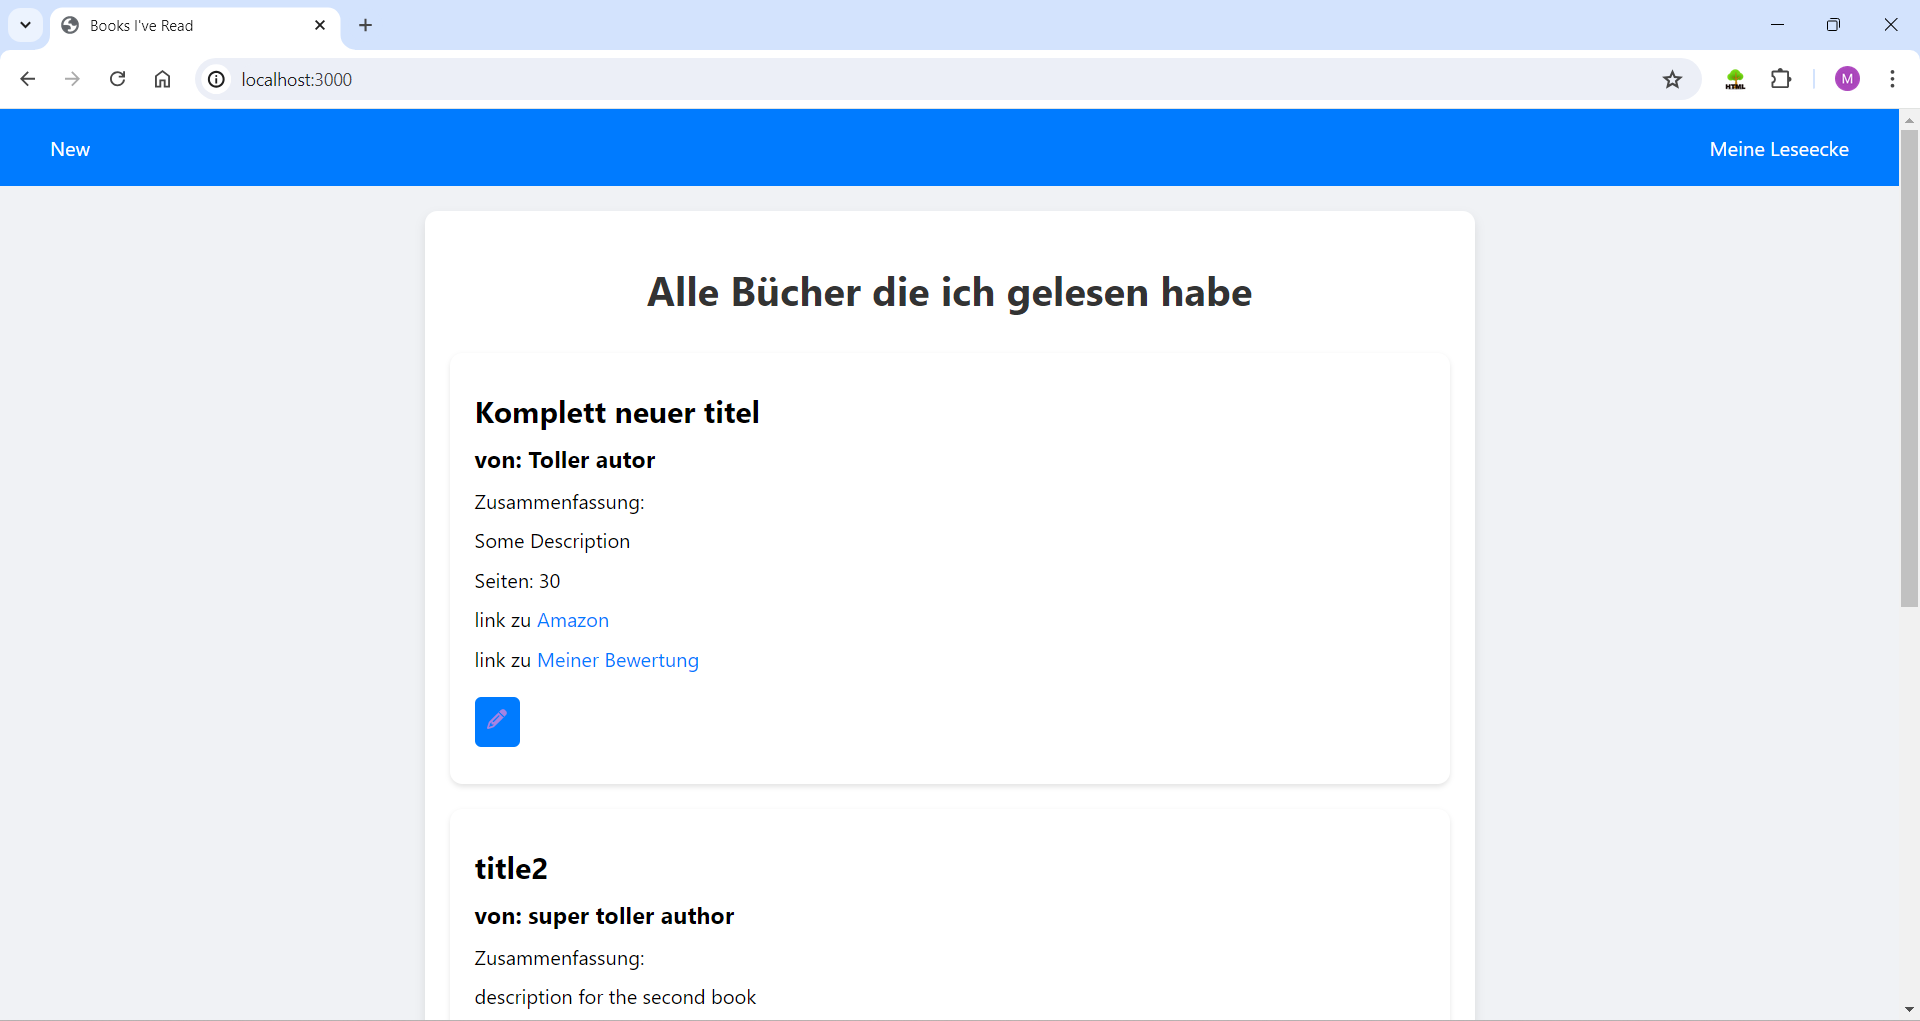 Books I've Read
localhost:3000
HTML
M
New
Meine Leseecke
Alle Bücher die ich gelesen habe
Komplett neuer titel
von: Toller autor
Zusammenfassung:
Some Description
Seiten: 30
link zu Amazon
link zu Meiner Bewertung
title2
von: super toller author
Zusammenfassung:
description for the second book